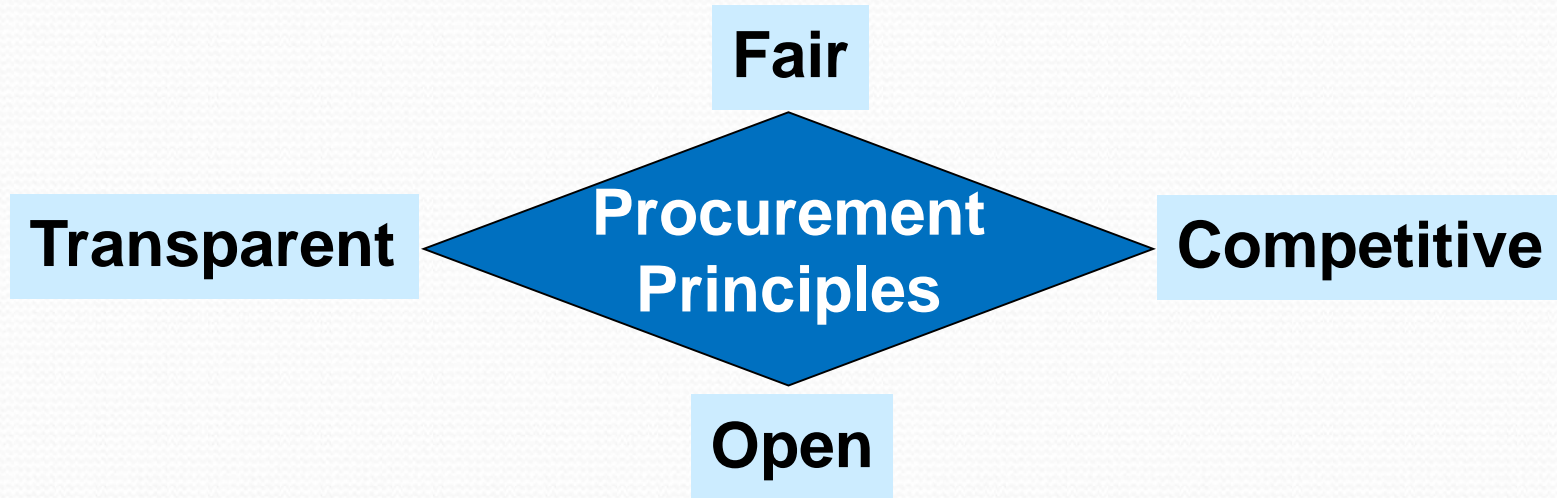 Fair
Transparent
Procurement
Principles
Competitive
Open